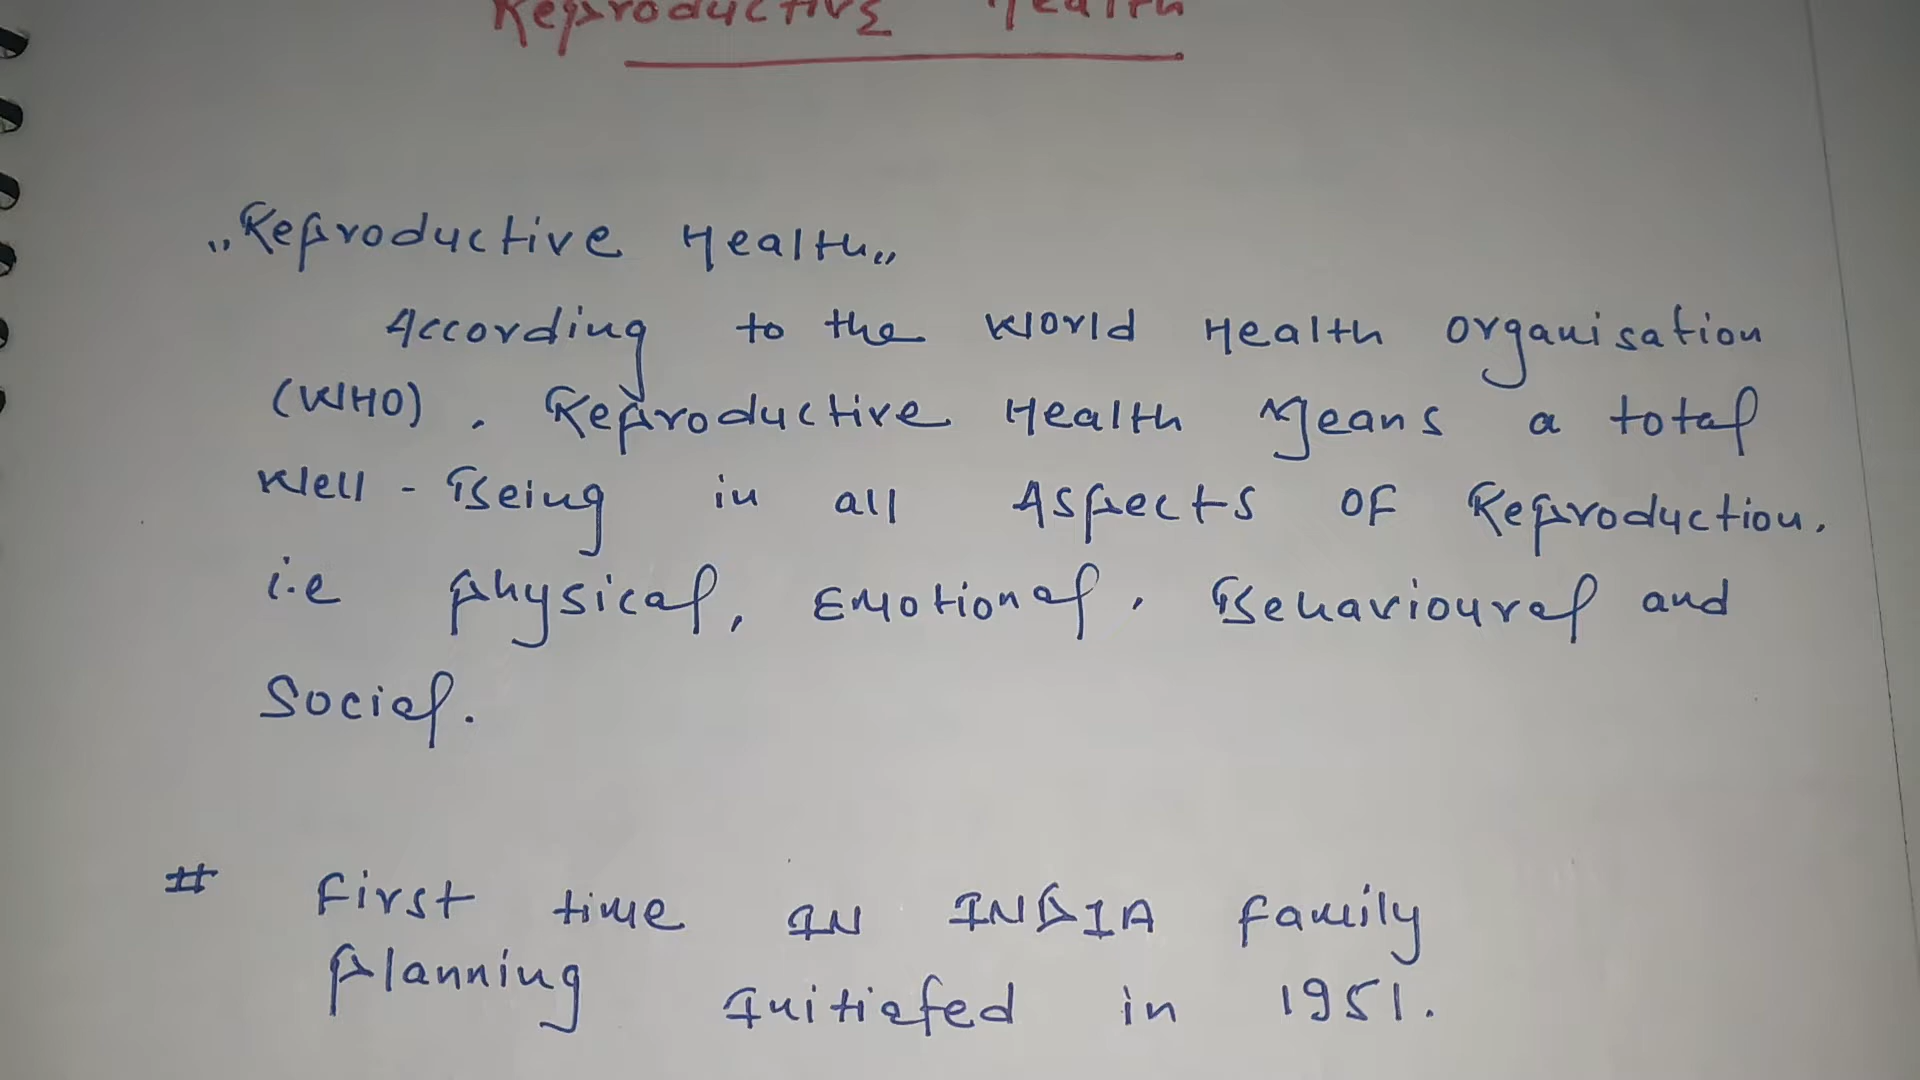 Reproductive Health
"Reproductive Health"
According to the World Health Organisation
(WHO), Reproductive Health Means a total
Well-Being in all Aspects OF Reproduction.
i.e physical, Emotional, Behavioural and
Social.
# First time IN INDIA family
planning Initiated in 1951.